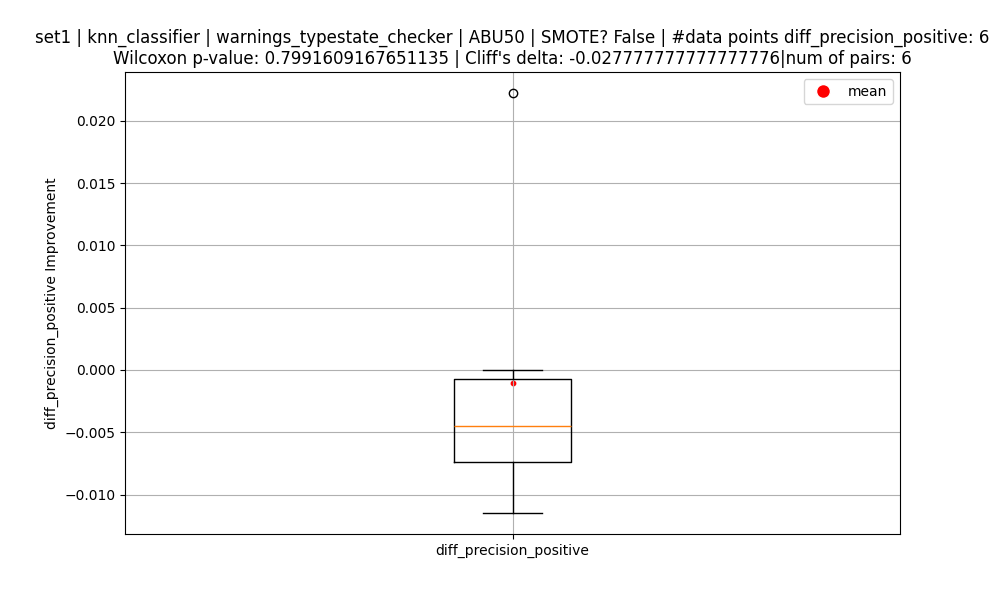 set1 | knn_classifier | warnings_typestate_checker | ABU50 | SMOTE? False | #data points diff_precision_positive: 6
Wilcoxon p-value: 0.7991609167651135 | Cliff's delta: -0.027777777777777776|num of pairs: 6
mean
0.020
0.015
0.010
0.005
0.000
−0.005
−0.010
diff_precision_positive Improvement
diff_precision_positive